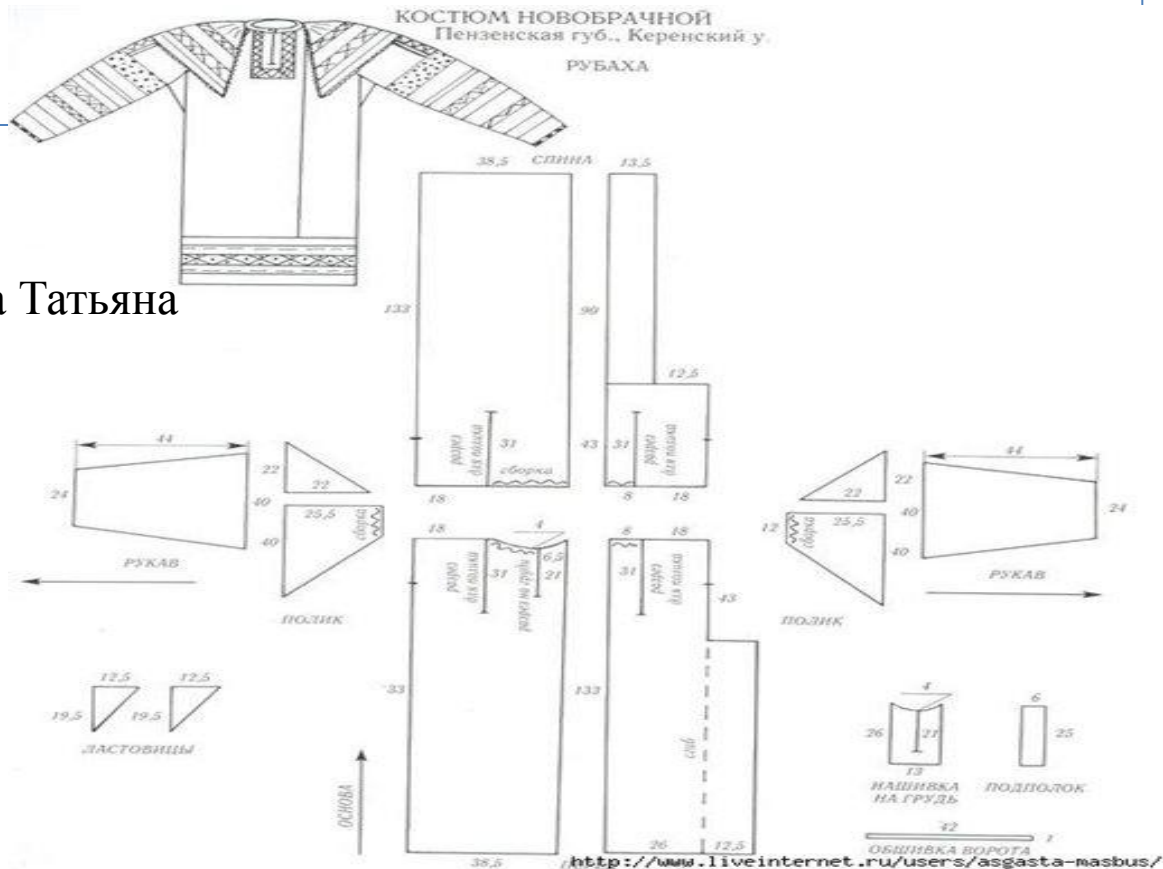 КОСТЮМ НОВОБРАЧНОЙ
Пензенская губ., Керенский у.
РУБАХА
а Татьяна
38,5 СПИНА 13,5
133 90
12,5
разрез для полика 31 сборка 43 31 разрез для полика
18 8 18
44
24
22
22
40
25,5
сборка
40
РУКАВ
ПОЛИК
22
22
40
12
сборка
25,5
40
44
24
РУКАВ
ПОЛИК
18 4 8 18
6,5
разрез для полика 31 разрез на груди 21 31 разрез для полика
43
33 133
сгиб
12,5 12,5
19,5 19,5
ЛАСТОВИЦЫ
ОСНОВА
4
26 21
13
НАШИВКА
НА ГРУДЬ
6
25
ПОДПОЛОК
42
1
ОБШИВКА ВОРОТА
38,5 26 12,5
http://www.liveinternet.ru/users/asgasta-masbus/